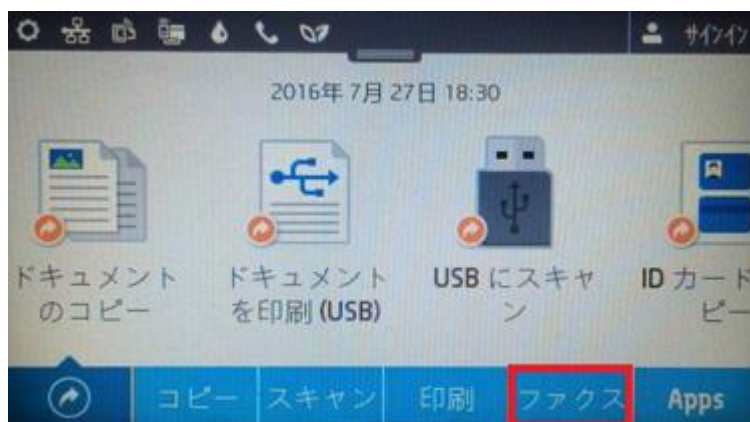 サインイン
2016年 7月 27日 18:30
ドキュメント
のコピー
ドキュメント
を印刷 (USB)
USB にスキャ
ン
ID カード
ピー
コピー
スキャン
印刷
ファクス
Apps